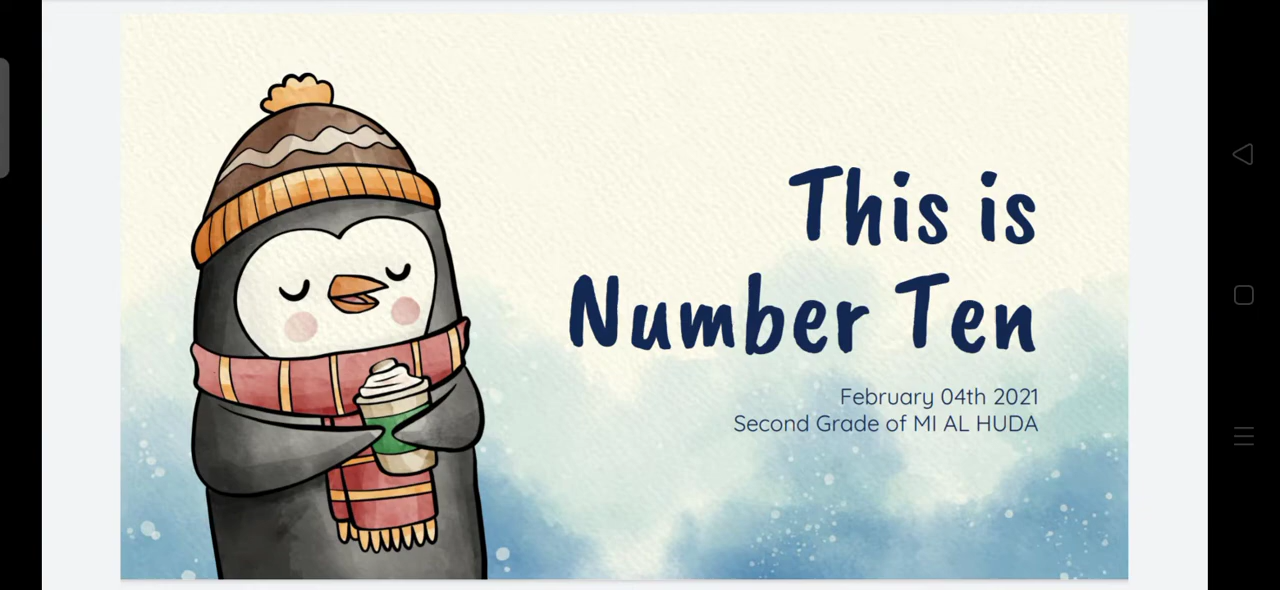 This is
Number Ten
February 04th 2021
Second Grade of MI AL HUDA